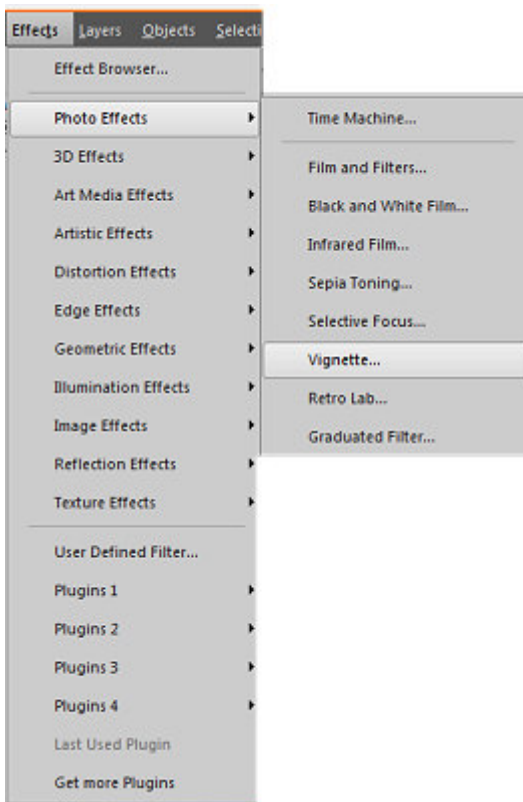 Effects Layers Objects Selecti
Effect Browser...
Photo Effects
3D Effects
Art Media Effects
Artistic Effects
Distortion Effects
Edge Effects
Geometric Effects
Illumination Effects
Image Effects
Reflection Effects
Texture Effects
User Defined Filter...
Plugins 1
Plugins 2
Plugins 3
Plugins 4
Last Used Plugin
Get more Plugins
Time Machine...
Film and Filters...
Black and White Film...
Infrared Film...
Sepia Toning...
Selective Focus...
Vignette...
Retro Lab...
Graduated Filter...